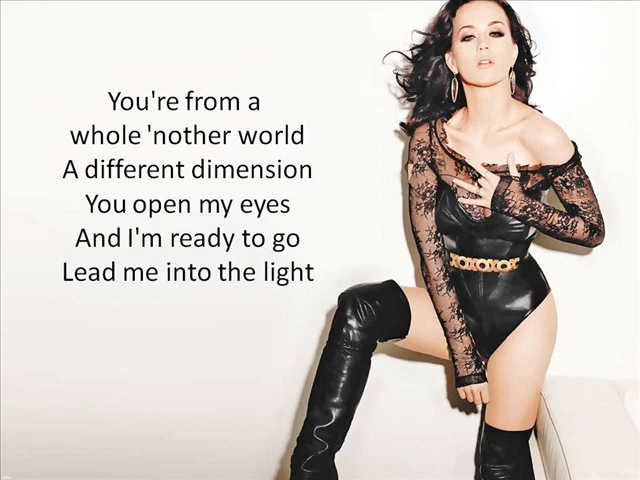 You're from a
whole 'nother world
A different dimension
You open my eyes
And I'm ready to go
Lead me into the light
XOXOXO